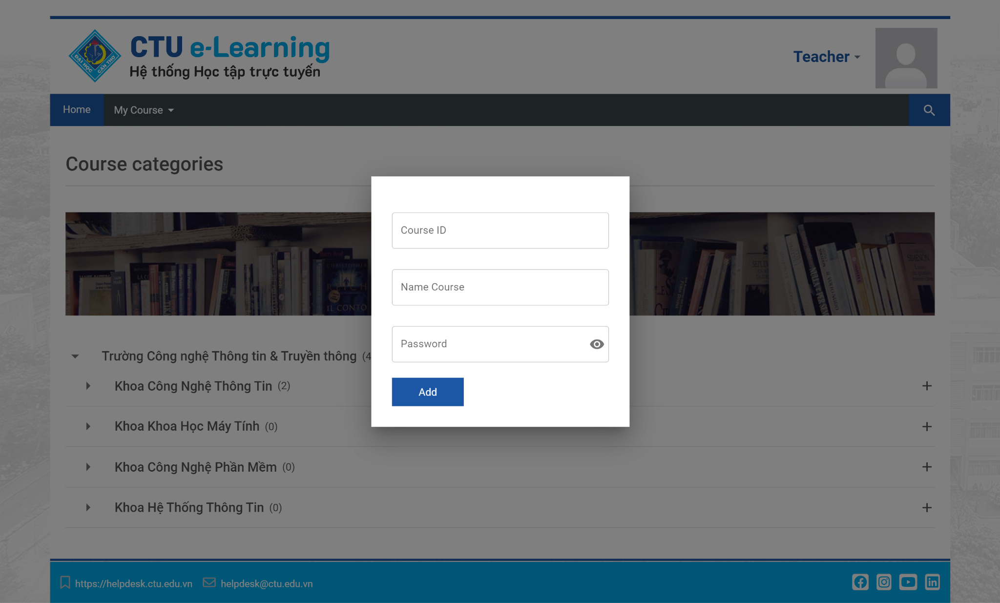 ĐẠI HỌC CẦN THƠ
CTU e-Learning
Hệ thống Học tập trực tuyến
Teacher
Home
My Course
Course categories
CHRISTOPHER
REICH
IL CONTO
SIMENON
Course ID
Name Course
Password
Add
Trường Công nghệ Thông tin & Truyền thông (4
Khoa Công Nghệ Thông Tin (2)
Khoa Khoa Học Máy Tính (0)
Khoa Công Nghệ Phần Mềm (0)
Khoa Hệ Thống Thông Tin (0)
https://helpdesk.ctu.edu.vn
helpdesk@ctu.edu.vn